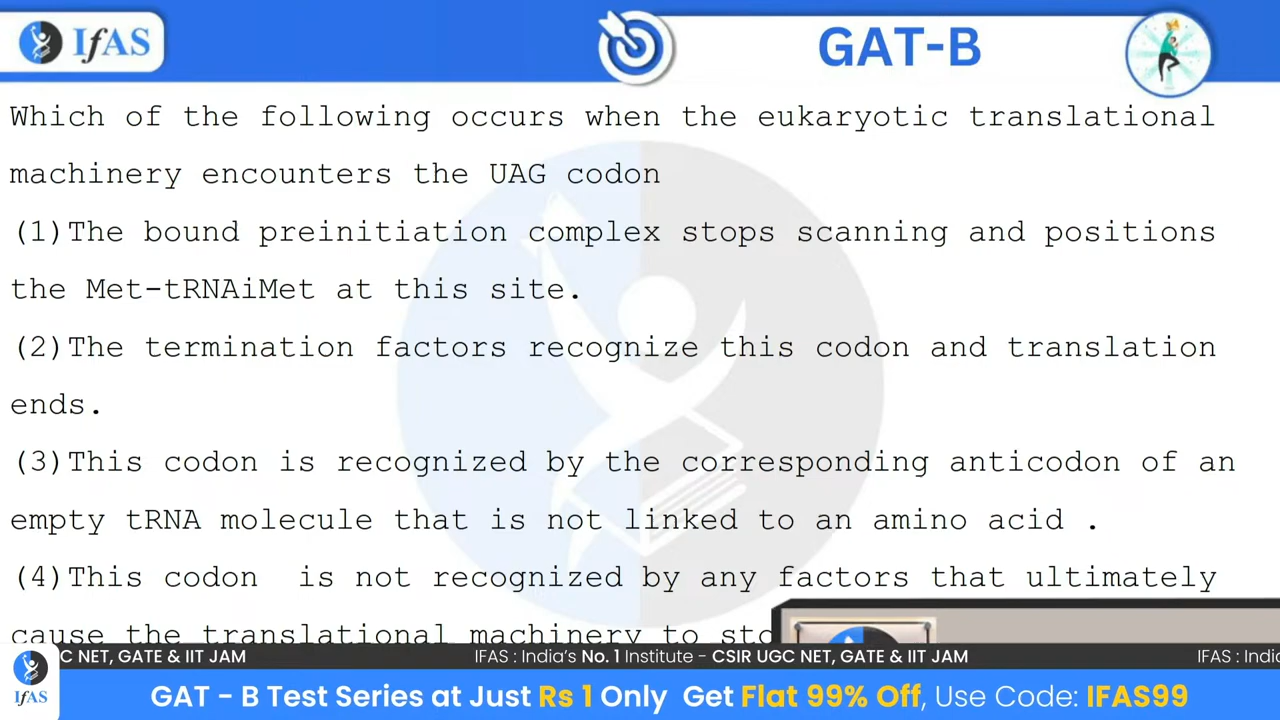 IfAS
GAT-B
Which of the following occurs when the eukaryotic translational
machinery encounters the UAG codon
(1)The bound preinitiation complex stops scanning and positions
the Met-tRNAiMet at this site.
(2)The termination factors recognize this codon and translation
ends.
(3)This codon is recognized by the corresponding anticodon of an
empty tRNA molecule that is not linked to an amino acid .
(4)This codon is not recognized by any factors that ultimately
cause the translational machinery to
C NET, GATE & IIT JAM
IFAS : India's No. 1 Institute - CSIR UGC NET, GATE & IIT JAM
IFAS :
IfAS
GAT - B Test Series at Just Rs 1 Only Get Flat 99% Off, Use Code: IFAS99